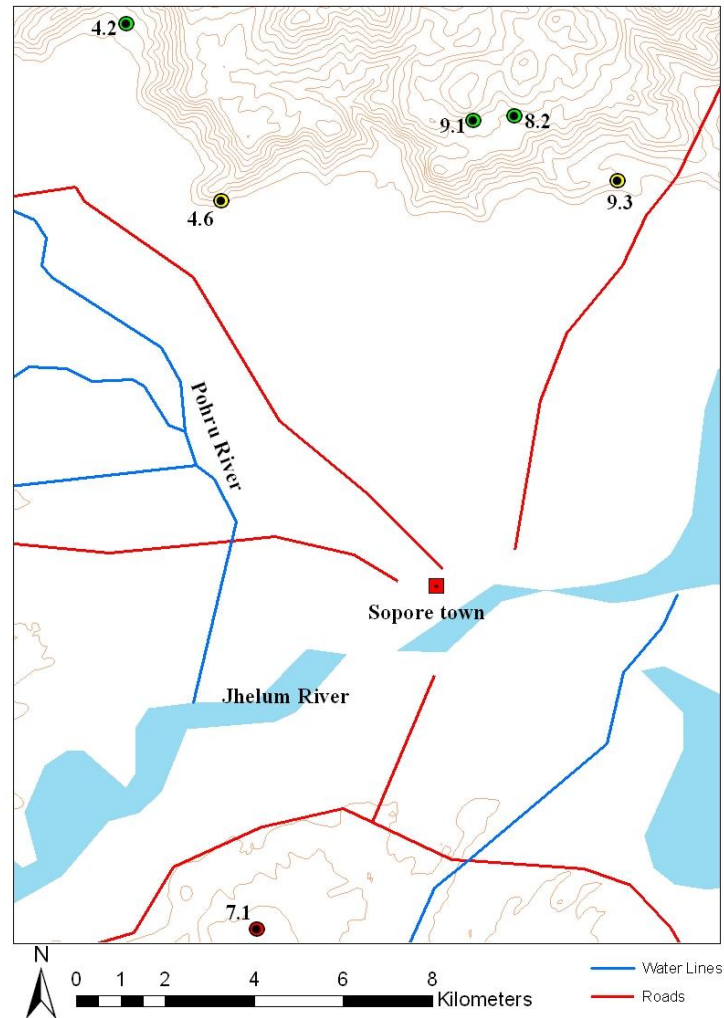 4.2
9.1
8.2
4.6
9.3
Pohru River
Sopore town
Jhelum River
7.1
N
0 1 2 4 6 8
Kilometers
Water Lines
Roads